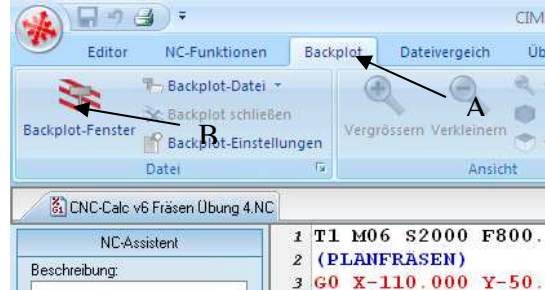 CIM
Editor NC-Funktionen Backplot Dateivergeich Üb
Backplot-Datei
Backplot schließen
Backplot-Einstellungen
Backplot-Fenster
Vergrössern Verkleinern
A
B
Datei
Ansicht
CNC-Calc v6 Fräsen Übung 4.NC
NC-Assistent
Beschreibung:
1 T1 M06 S2000 F800.
2 (PLANFRÄSEN)
3 G0 X-110.000 Y-50.